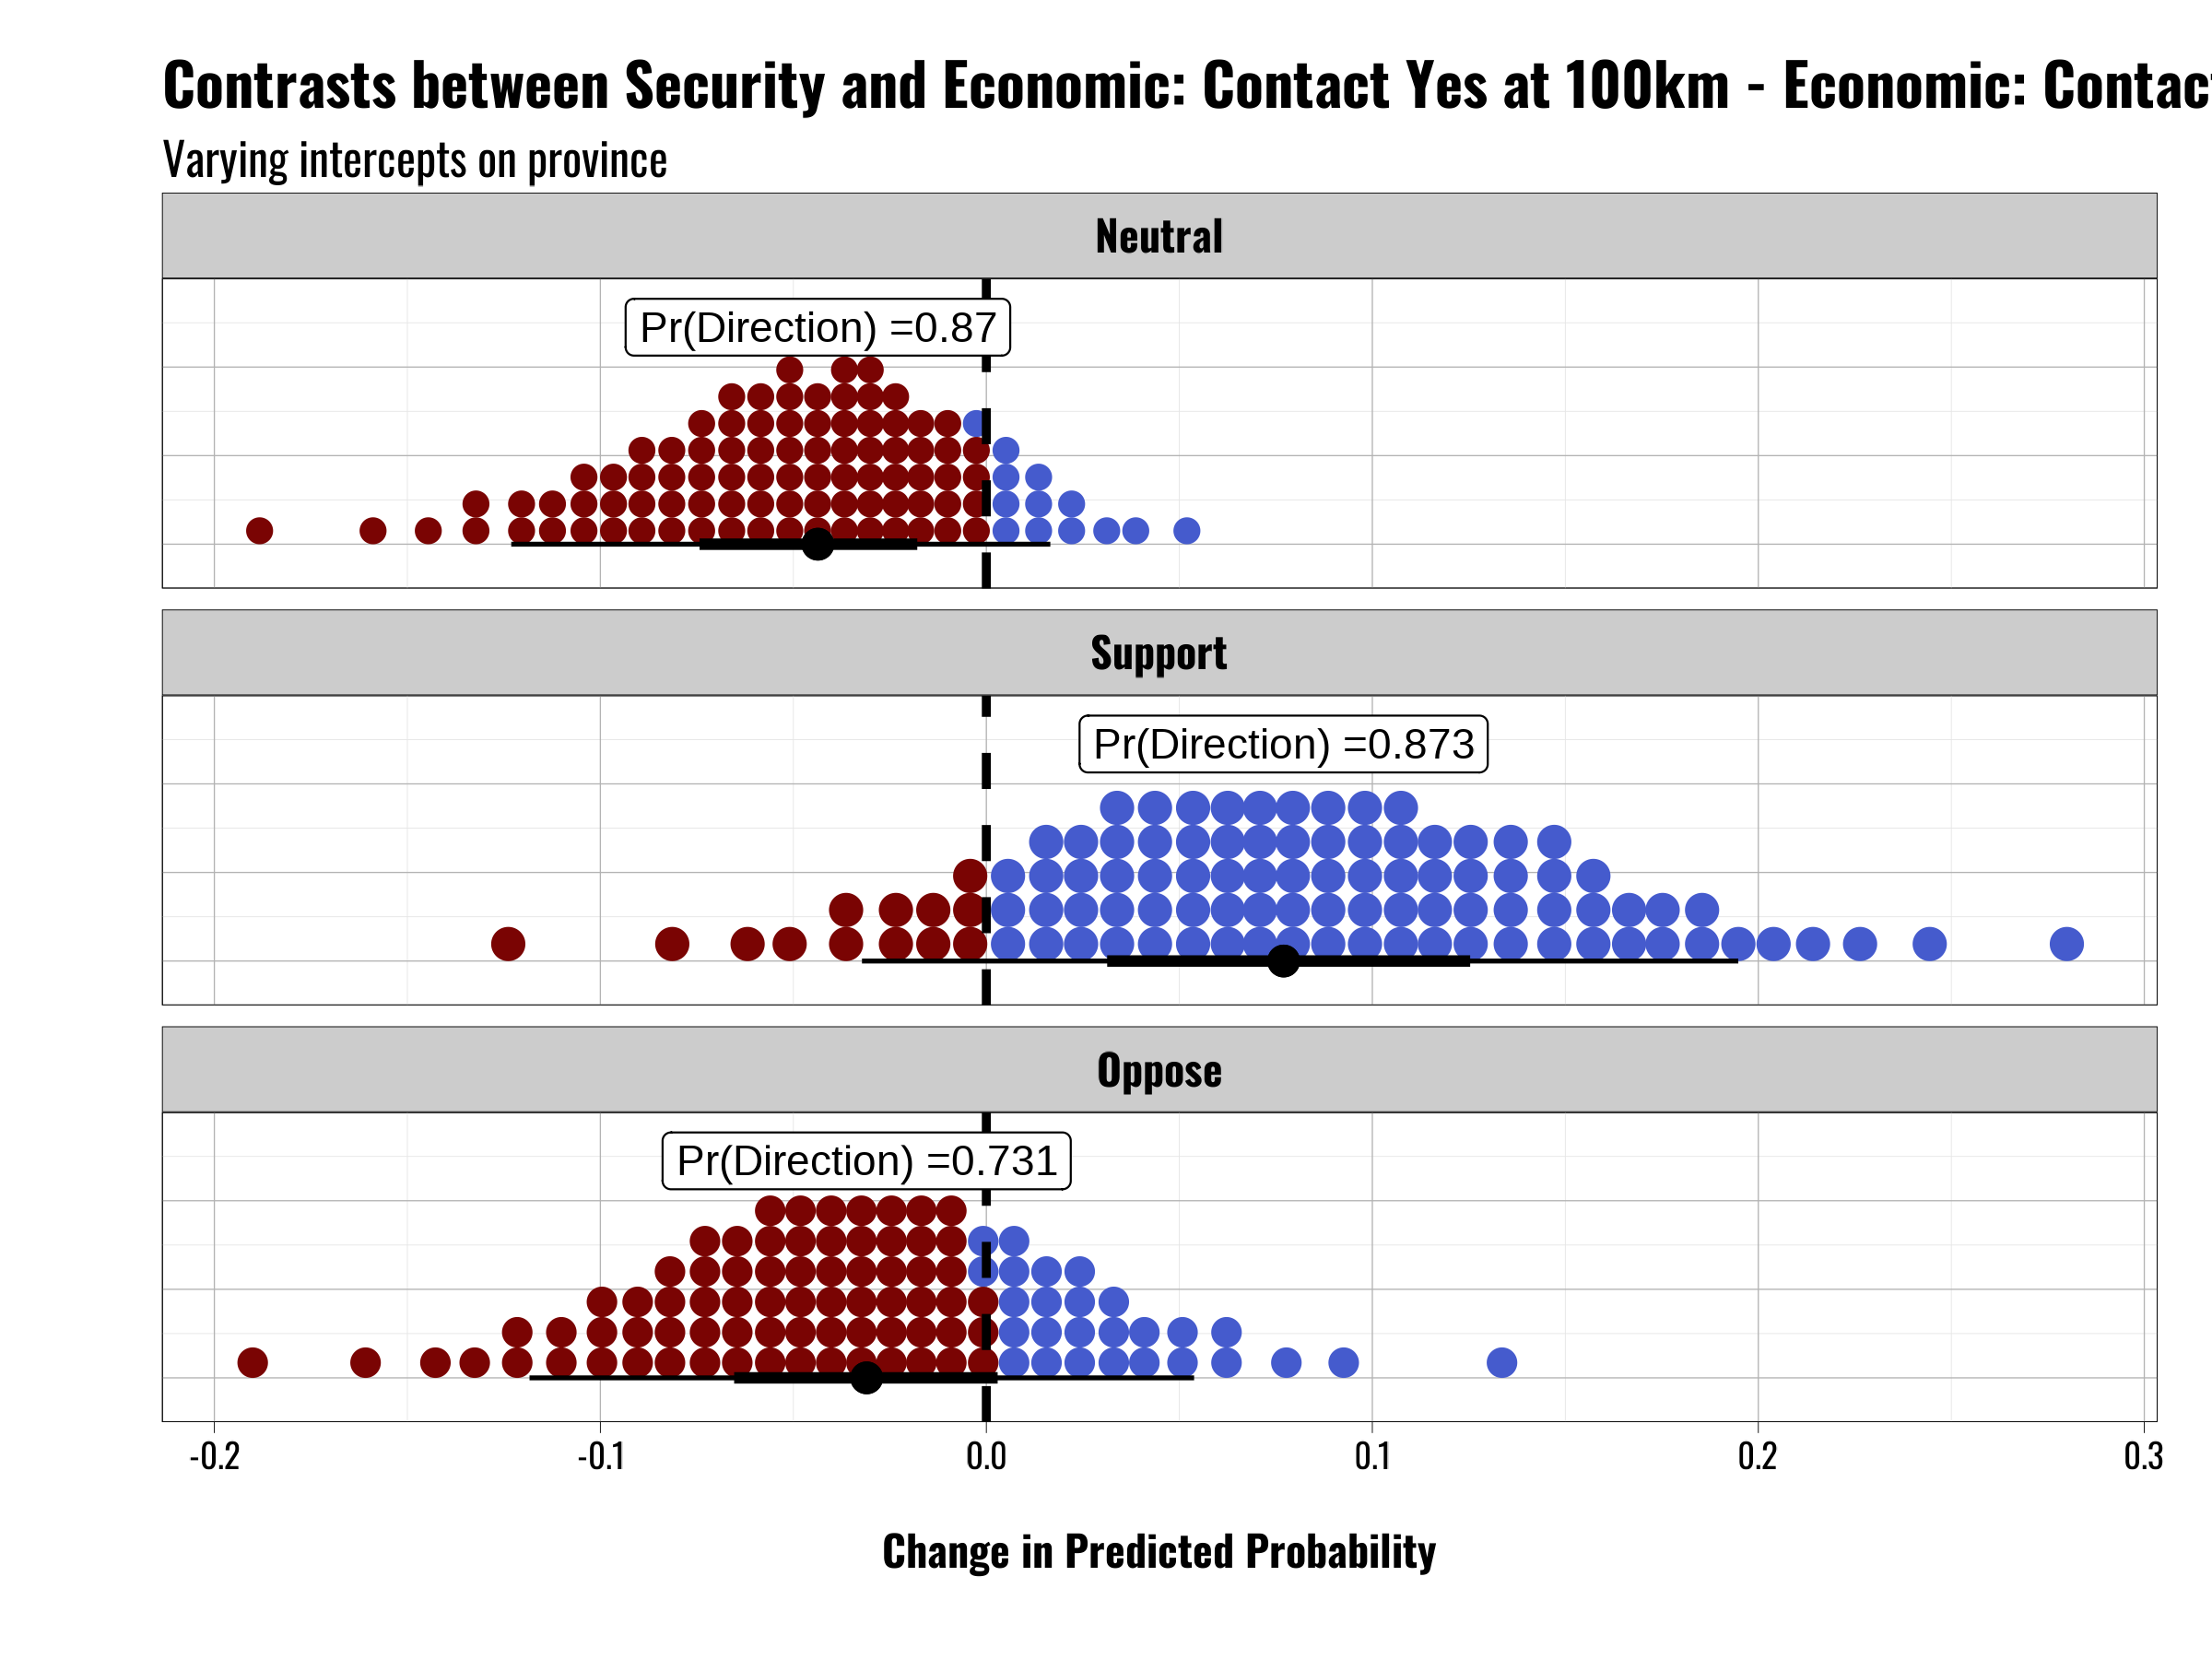 Contrasts between Security and Economic: Contact Yes at 100km - Economic: Contac
Varying intercepts on province
Neutral
Pr(Direction) =0.87
Support
Pr(Direction) =0.873
Oppose
Pr(Direction) =0.731
-0.2 -0.1 0.0 0.1 0.2 0.3
Change in Predicted Probability